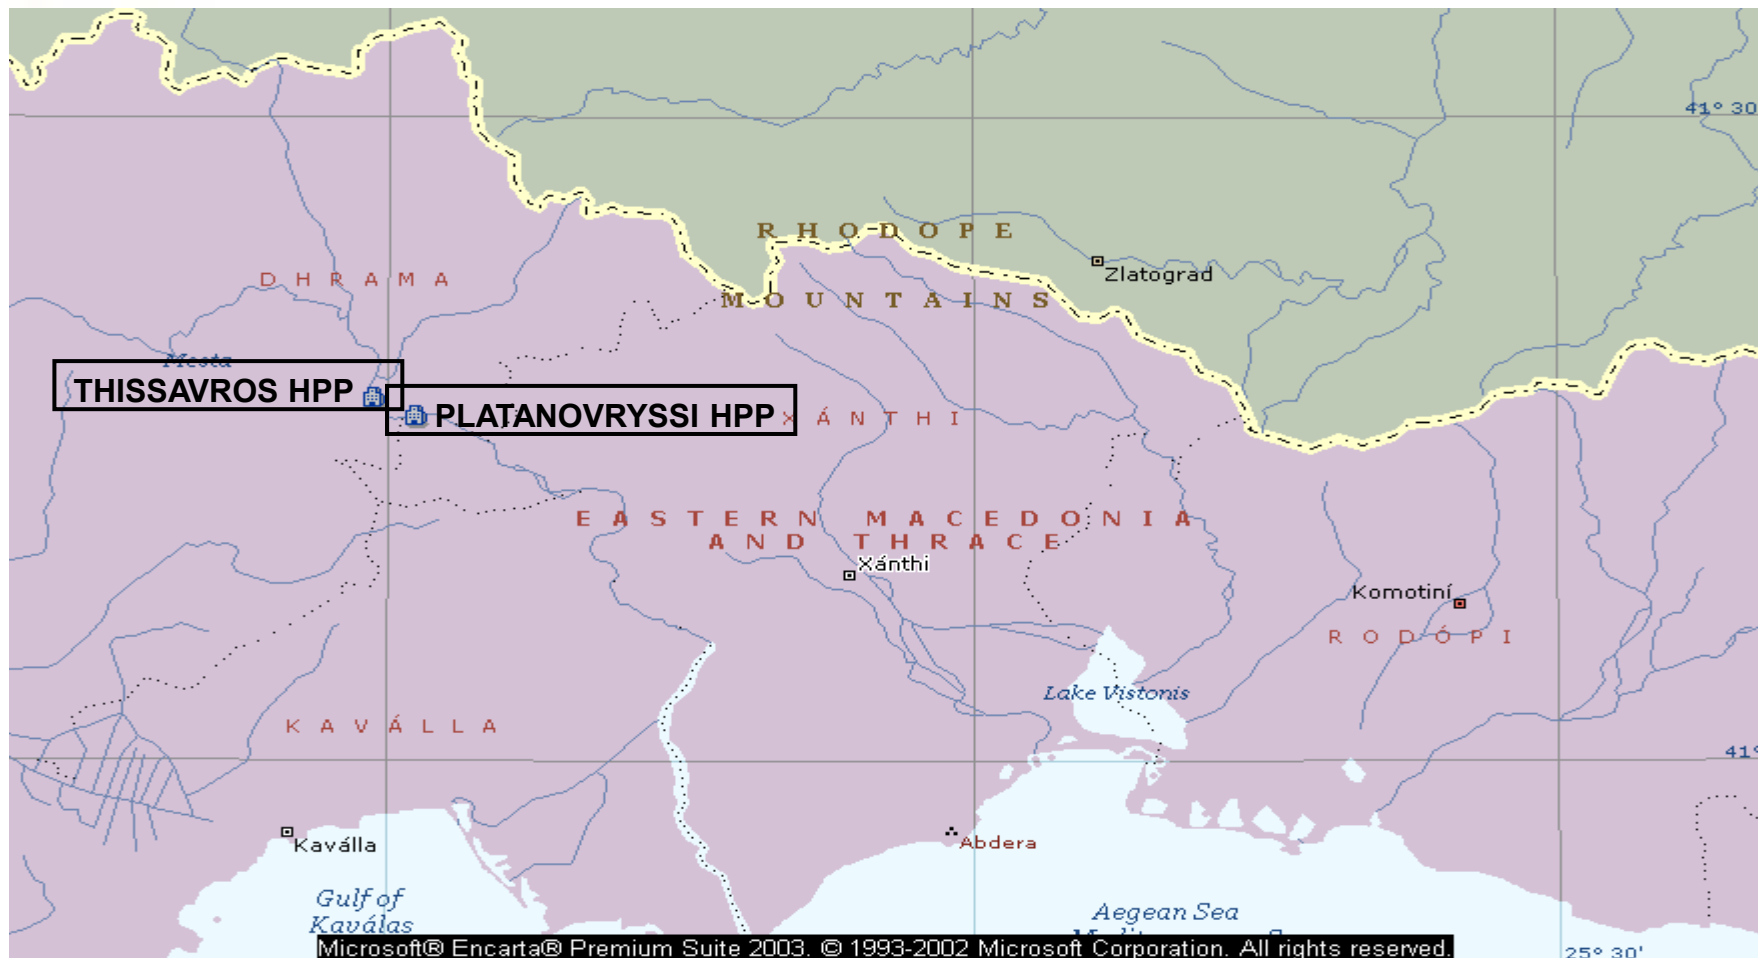 41° 30
RHODOPE
Zlatograd
DHRAMA
MOUNTAINS
Mesta
THISSAVROS HPP
PLATANOVRYSSI HPP
XÁNTHI
EASTERN MACEDONIA
AND THRACE
Xánthi
Komotiní
RODÓPI
Lake Vistonis
KAVÁLLA
41°
Kaválla
Abdera
Gulf of
Kaválas
Aegean Sea
Microsoft® Encarta® Premium Suite 2003. © 1993-2002 Microsoft Corporation. All rights reserved.
25° 30'